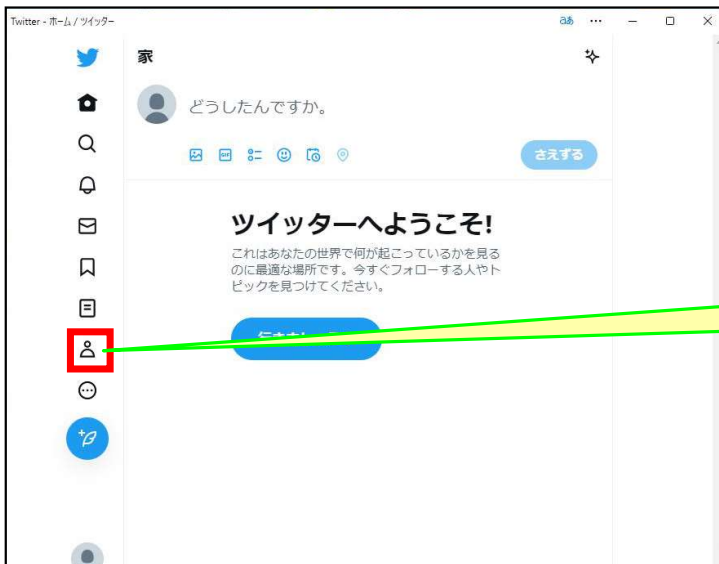 Twitter - ホーム / ツイッター
aあ
家
どうしたんですか。
GIF
さえずる
ツイッターへようこそ!
これはあなたの世界で何が起こっているかを見る
のに最適な場所です。今すぐフォローする人やト
ピックを見つけてください。